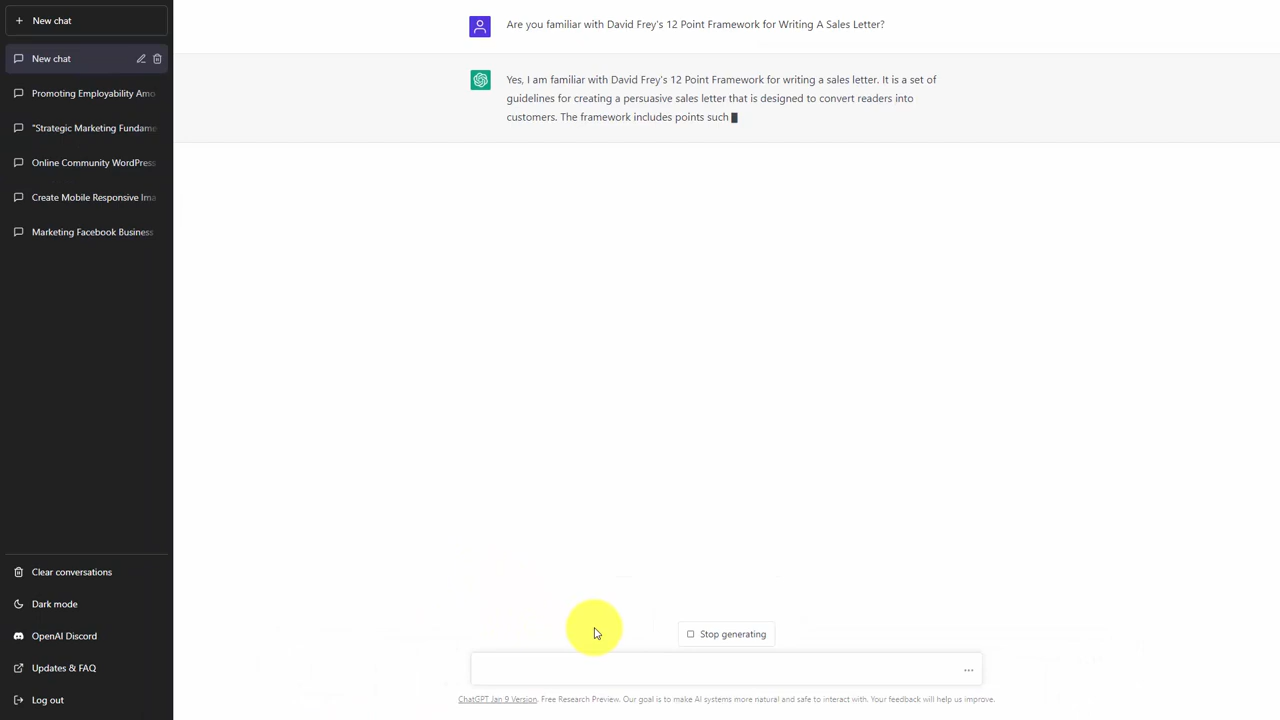 New chat
New chat
Promoting Employability Amo
"Strategic Marketing Fundame
Online Community WordPress
Create Mobile Responsive Ima
Marketing Facebook Business
Clear conversations
Dark mode
OpenAI Discord
Updates & FAQ
Log out
Are you familiar with David Frey's 12 Point Framework for Writing A Sales Letter?
Yes, I am familiar with David Frey's 12 Point Framework for writing a sales letter. It is a set of
guidelines for creating a persuasive sales letter that is designed to convert readers into
customers. The framework includes points such
Stop generating
ChatGPT Jan 9 Version. Free Research Preview. Our goal is to make AI systems more natural and safe to interact with. Your feedback will help us improve.